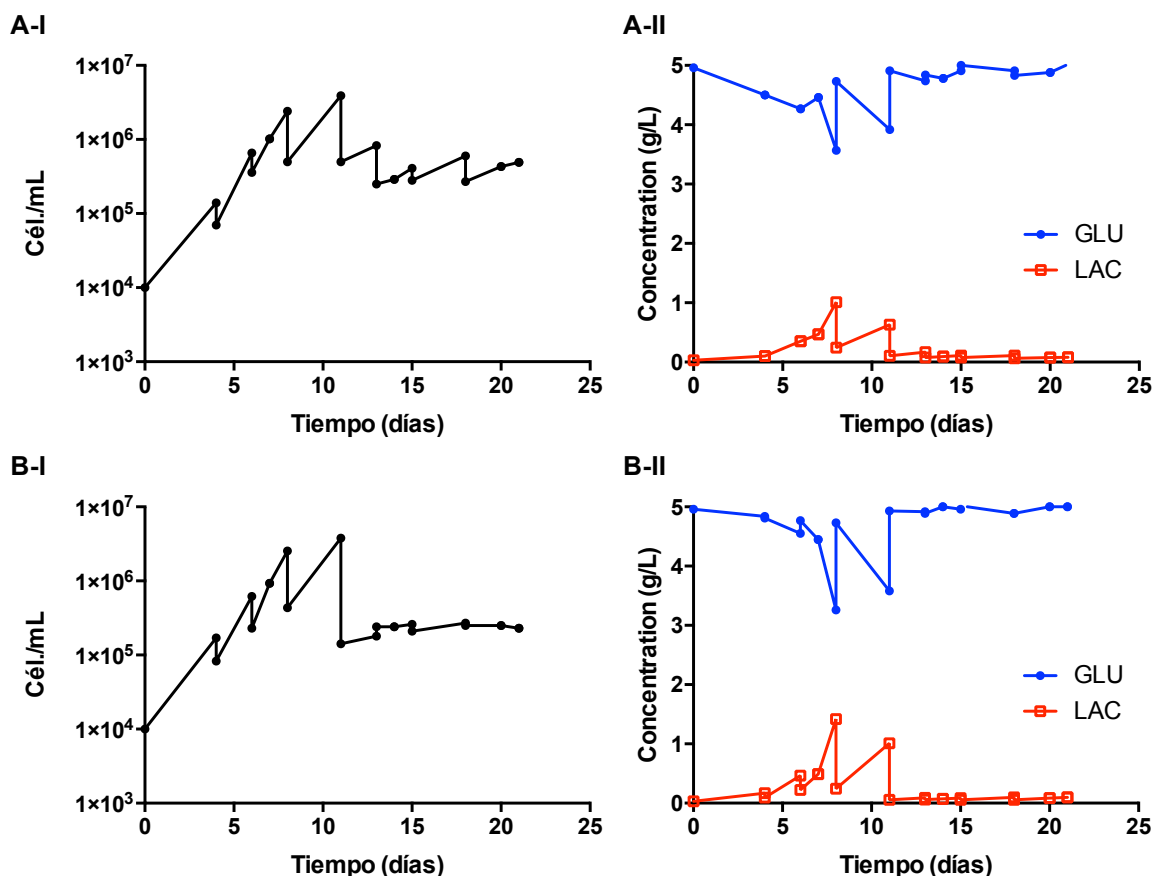 A-I
Cél./mL
1×10⁷
1×10⁶
1×10⁵
1×10⁴
1×10³
0 5 10 15 20 25
Tiempo (días)
A-II
Concentration (g/L)
5
4
3
2
1
0
GLU
LAC
0 5 10 15 20 25
Tiempo (días)
B-I
Cél./mL
1×10⁷
1×10⁶
1×10⁵
1×10⁴
1×10³
0 5 10 15 20 25
Tiempo (días)
B-II
Concentration (g/L)
5
4
3
2
1
0
GLU
LAC
0 5 10 15 20 25
Tiempo (días)